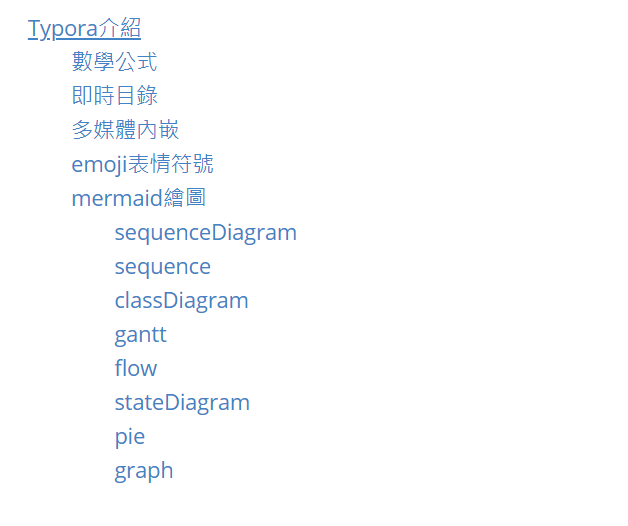 Typora介紹
數學公式
即時目錄
多媒體內嵌
emoji表情符號
mermaid繪圖
sequenceDiagram
sequence
classDiagram
gantt
flow
stateDiagram
pie
graph